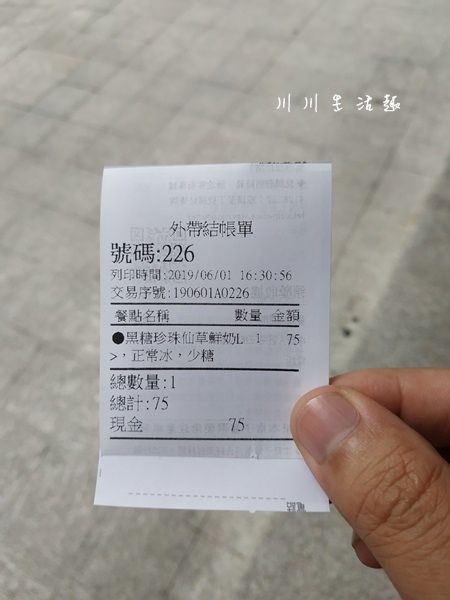 川川生活趣
外帶結帳單
號碼:226
列印時間:2019/06/01 16:30:56
交易序號:190601A0226
餐點名稱 數量 金額
●黑糖珍珠仙草鮮奶L 1 75
>,正常冰,少糖
總數量:1
總計:75
現金 75